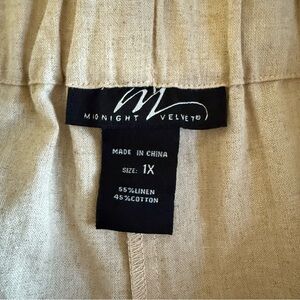 M
MIDNIGHT VELVET®
MADE IN CHINA
SIZE: 1X
55%LINEN
45%COTTON